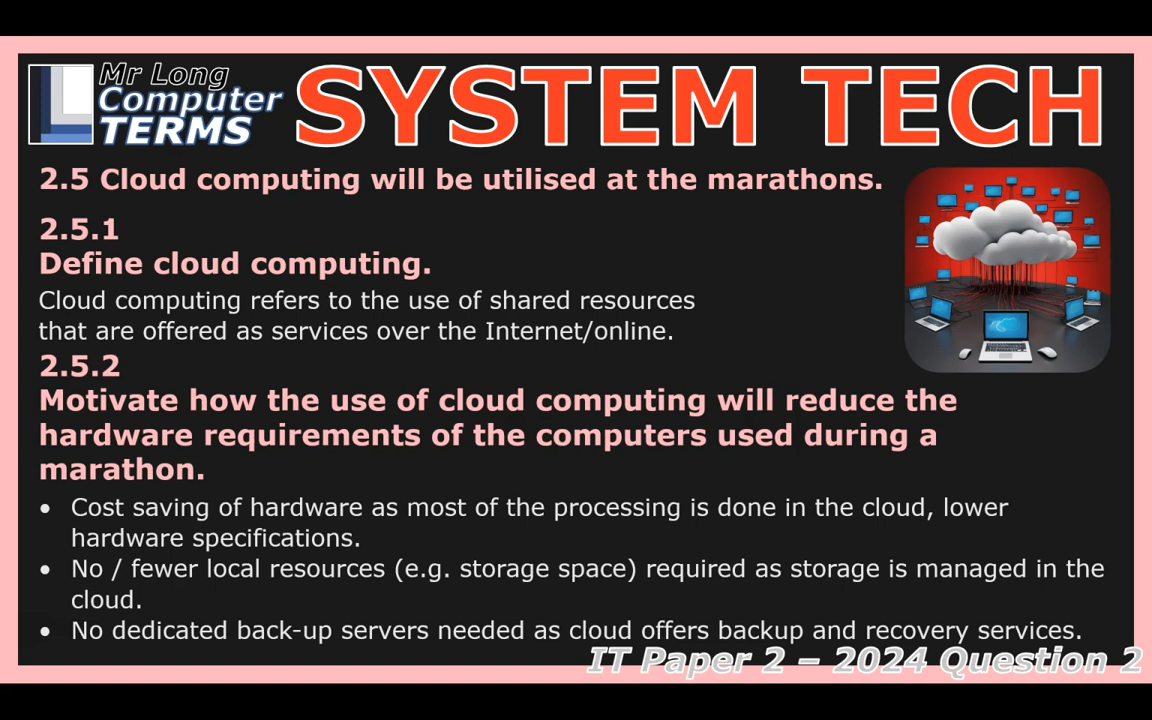 Mr Long
Computer
TERMS
SYSTEM TECH
2.5 Cloud computing will be utilised at the marathons.
2.5.1
Define cloud computing.
Cloud computing refers to the use of shared resources
that are offered as services over the Internet/online.
2.5.2
Motivate how the use of cloud computing will reduce the
hardware requirements of the computers used during a
marathon.
• Cost saving of hardware as most of the processing is done in the cloud, lower
hardware specifications.
• No / fewer local resources (e.g. storage space) required as storage is managed in the
cloud.
• No dedicated back-up servers needed as cloud offers backup and recovery services.
IT Paper 2 – 2024 Question 2